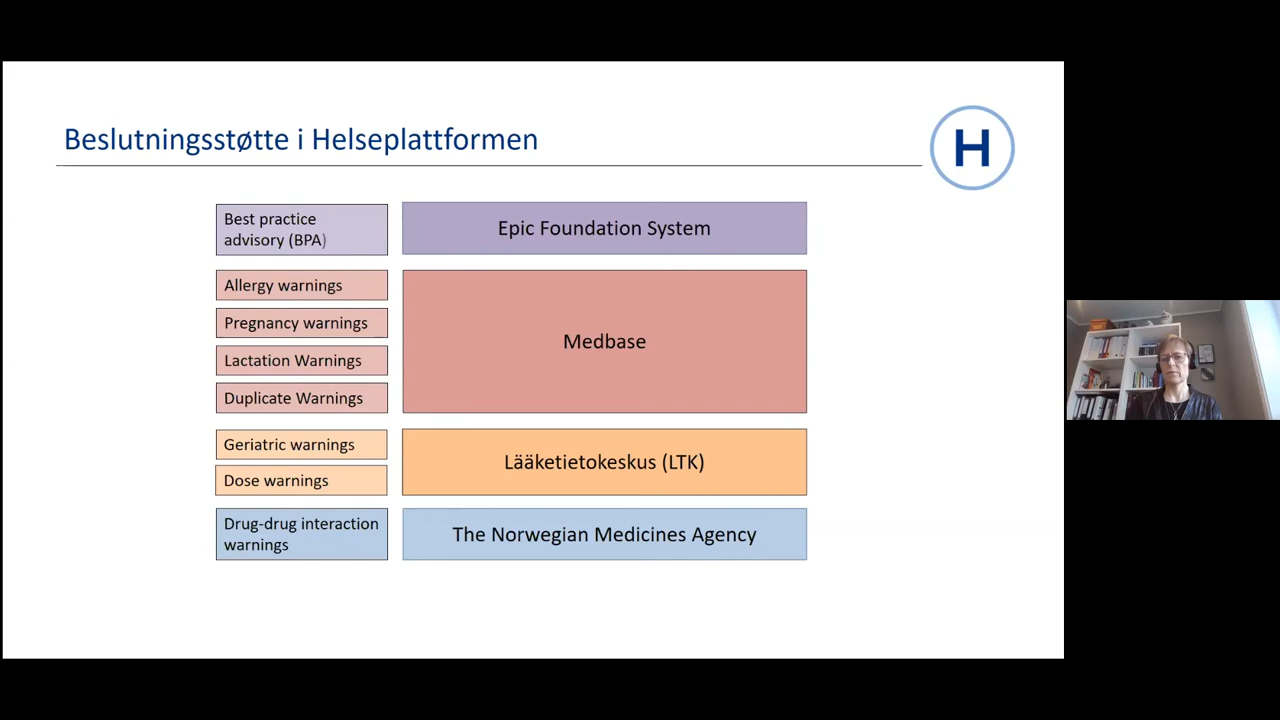 Beslutningsstøtte i Helseplattformen
H
Best practice
advisory (BPA)
Epic Foundation System
Allergy warnings
Pregnancy warnings
Lactation Warnings
Duplicate Warnings
Medbase
Geriatric warnings
Dose warnings
Lääketietokeskus (LTK)
Drug-drug interaction
warnings
The Norwegian Medicines Agency